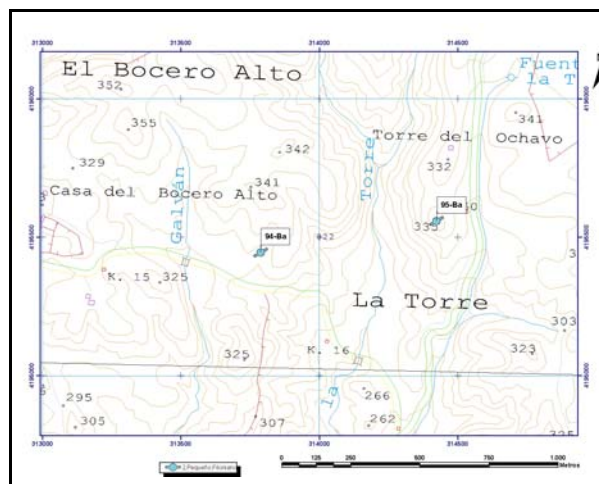 313000 313500 314000 314500
El Bocero Alto
Fuent
la T
352
355
341
342
Torre del Ochavo
332
329
341
Casa del Bocero Alto
Galván
Torre
95-Ba
335
94-Ba
K. 15
325
La Torre
303
325
K. 16
323
la
295
266
305
307
262
325
313000 313500 314000 314500
0 125 250 500 750 1.000
Metros